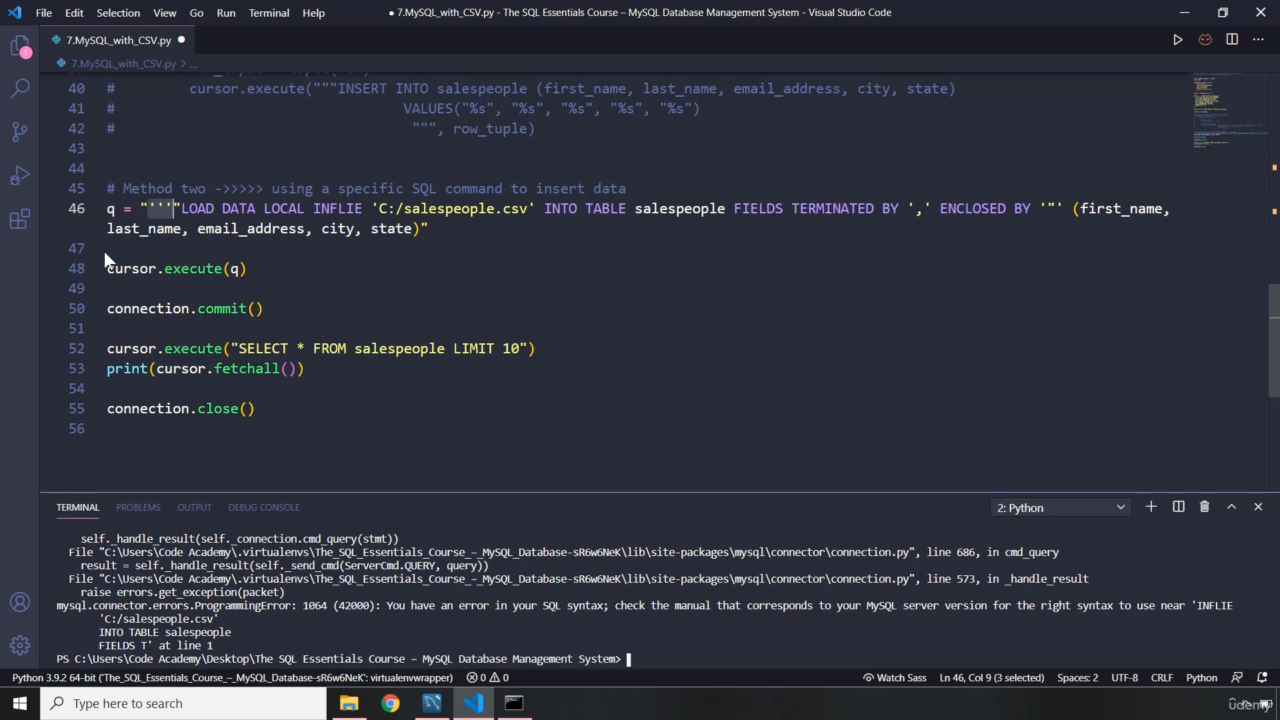 File Edit Selection View Go Run Terminal Help ● 7.MySQL_with_CSV.py - The SQL Essentials Course ~ MySQL Database Management System - Visual Studio Code
7.MySQL_with_CSV.py ●
7.MySQL_with_CSV.py > ...
40 # cursor.execute("""INSERT INTO salespeople (first_name, last_name, email_address, city, state)
41 # VALUES("%s", "%s", "%s", "%s", "%s")
42 # """, row_tuple)
43
44
45 # Method two ->>>>> using a specific SQL command to insert data
46 q = "'''"LOAD DATA LOCAL INFLIE 'C:/salespeople.csv' INTO TABLE salespeople FIELDS TERMINATED BY ',' ENCLOSED BY '"' (first_name,
last_name, email_address, city, state)"
47
48 cursor.execute(q)
49
50 connection.commit()
51
52 cursor.execute("SELECT * FROM salespeople LIMIT 10")
53 print(cursor.fetchall())
54
55 connection.close()
56
TERMINAL PROBLEMS OUTPUT DEBUG CONSOLE 2: Python
self._handle_result(self._connection.cmd_query(stmt))
File "C:\Users\Code Academy\.virtualenvs\The_SQL_Essentials_Course_~_MySQL_Database-sR6w6NeK\lib\site-packages\mysql\connector\connection.py", line 686, in cmd_query
result = self._handle_result(self._send_cmd(ServerCmd.QUERY, query))
File "C:\Users\Code Academy\.virtualenvs\The_SQL_Essentials_Course_~_MySQL_Database-sR6w6NeK\lib\site-packages\mysql\connector\connection.py", line 573, in _handle_result
raise errors.get_exception(packet)
mysql.connector.errors.ProgrammingError: 1064 (42000): You have an error in your SQL syntax; check the manual that corresponds to your MySQL server version for the right syntax to use near 'INFLIE
'C:/salespeople.csv'
INTO TABLE salespeople
FIELDS T' at line 1
PS C:\Users\Code Academy\Desktop\The SQL Essentials Course ~ MySQL Database Management System>
Python 3.9.2 64-bit ('The_SQL_Essentials_Course_~_MySQL_Database-sR6w6NeK': virtualenvwrapper) 0 0 Watch Sass Ln 46, Col 9 (3 selected) Spaces: 2 UTF-8 CRLF Python
Type here to search
udemy